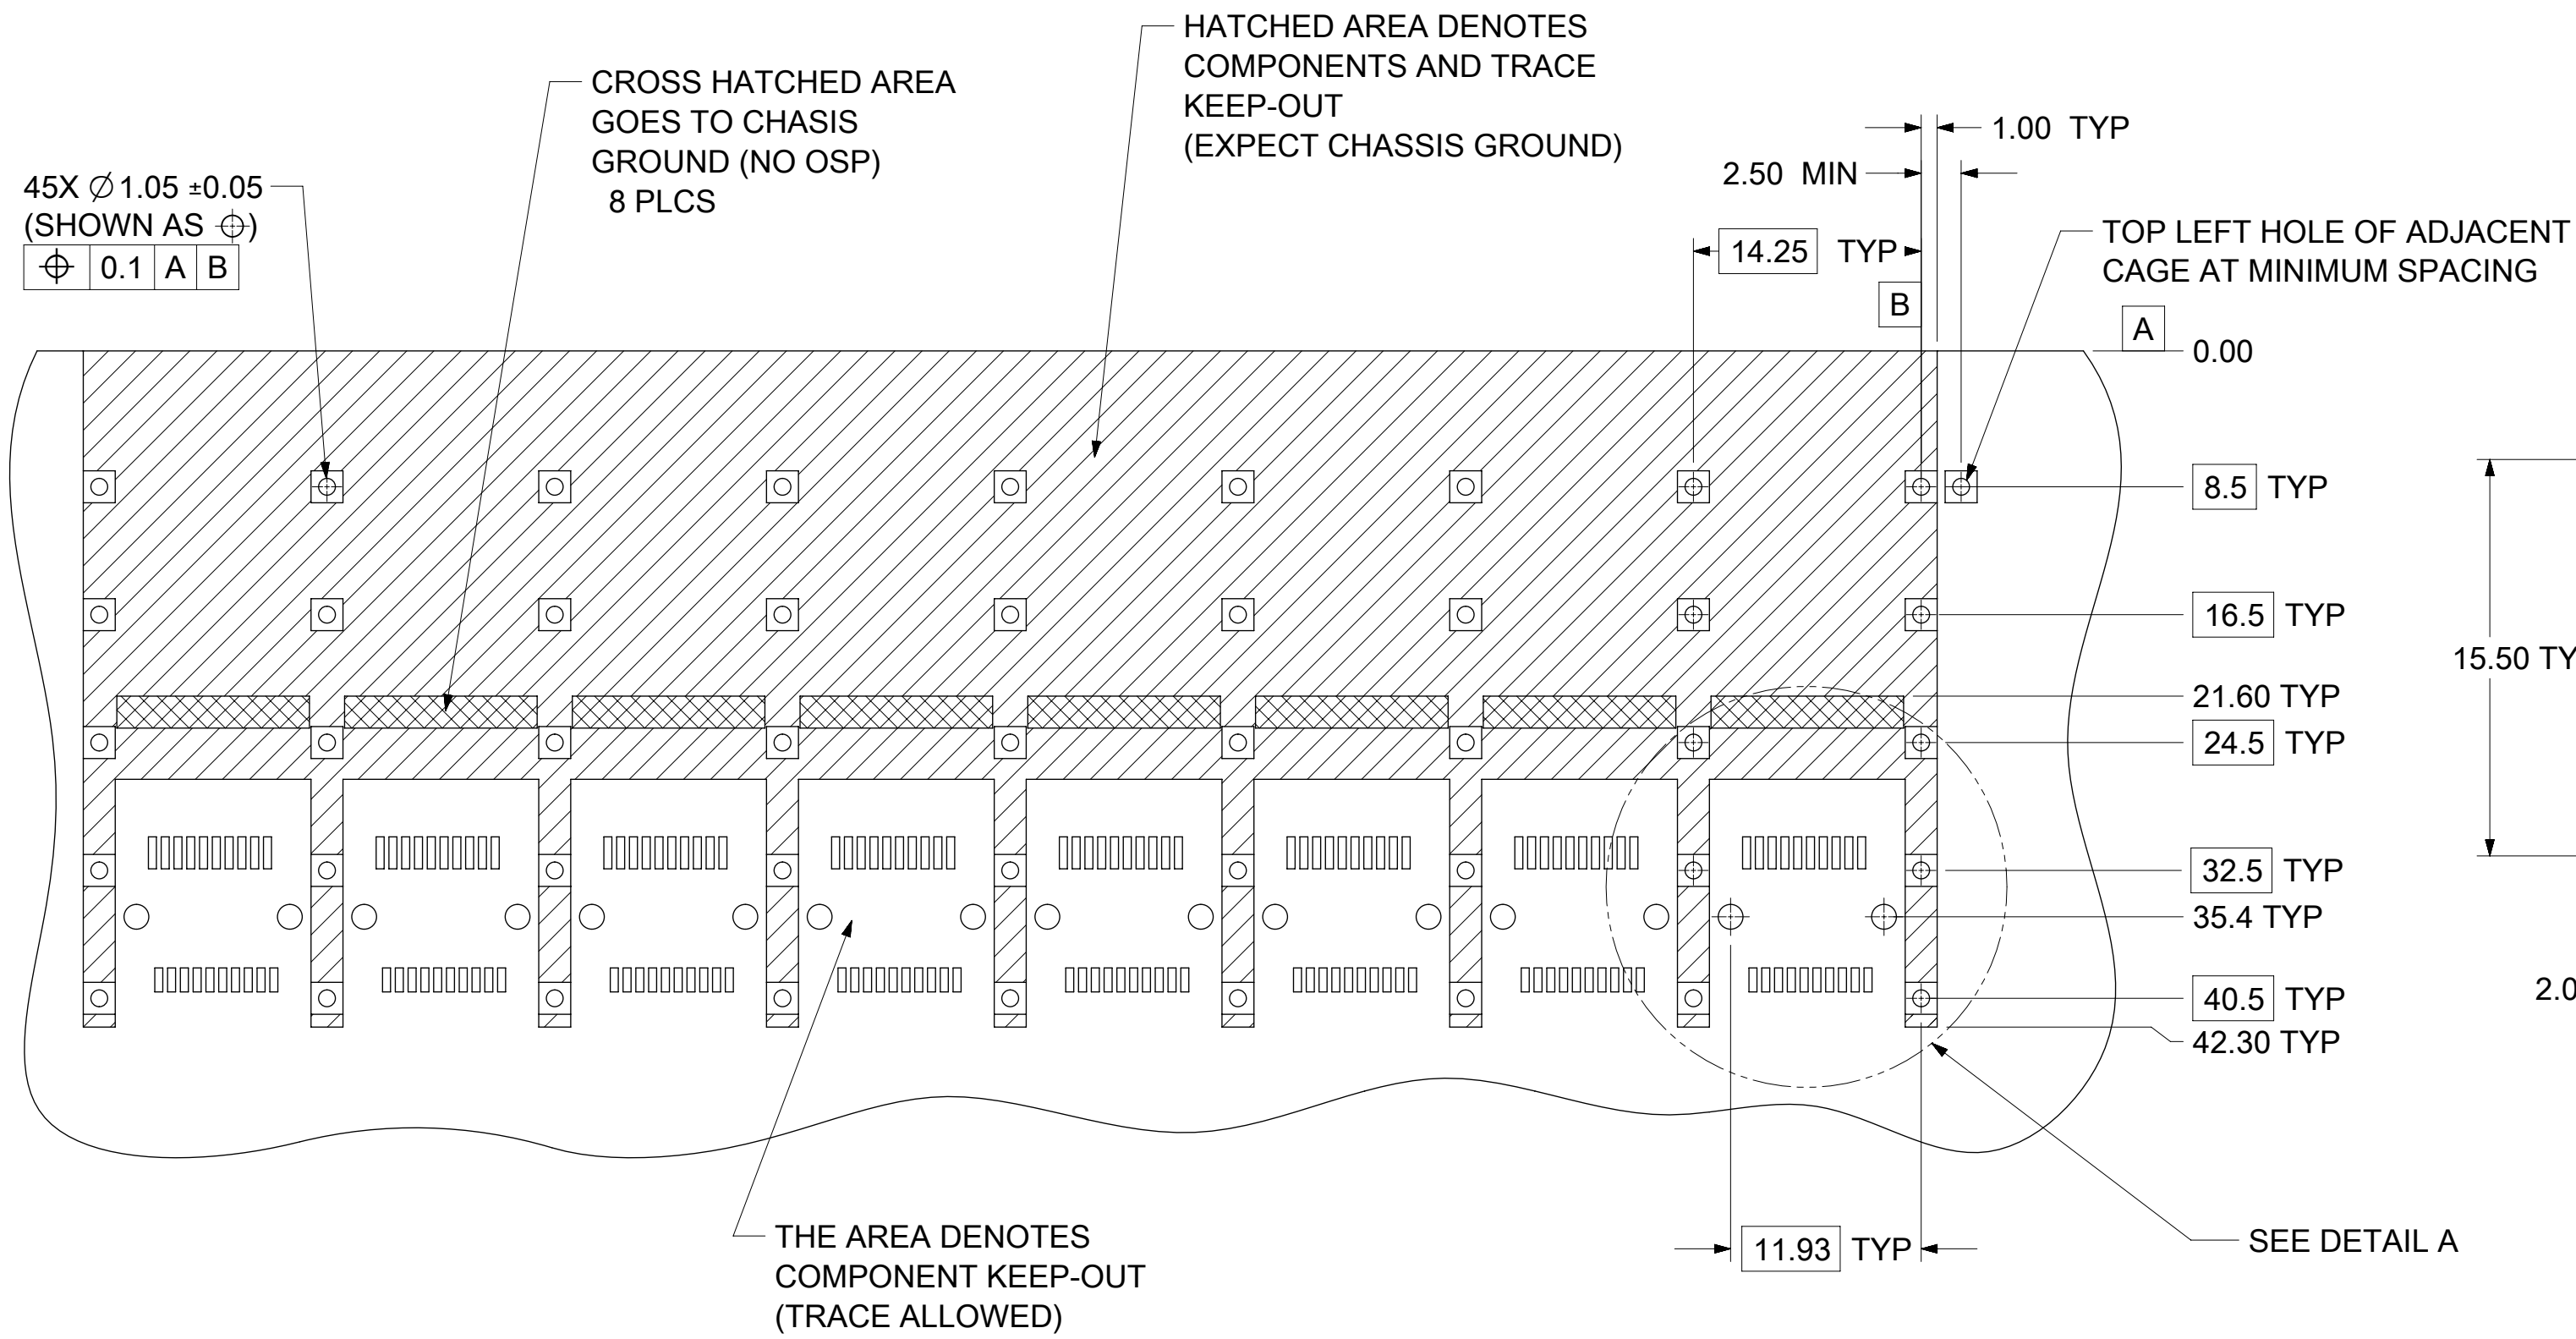 HATCHED AREA DENOTES
COMPONENTS AND TRACE
KEEP-OUT
(EXPECT CHASSIS GROUND)
CROSS HATCHED AREA
GOES TO CHASIS
GROUND (NO OSP)
8 PLCS
45X ∅1.05 ±0.05
(SHOWN AS ⌖)
⌖ 0.1 A B
1.00 TYP
2.50 MIN
14.25 TYP
TOP LEFT HOLE OF ADJACENT
CAGE AT MINIMUM SPACING
B
A
0.00
8.5 TYP
16.5 TYP
15.50 TY
21.60 TYP
24.5 TYP
32.5 TYP
35.4 TYP
40.5 TYP
2.0
42.30 TYP
11.93 TYP
SEE DETAIL A
THE AREA DENOTES
COMPONENT KEEP-OUT
(TRACE ALLOWED)